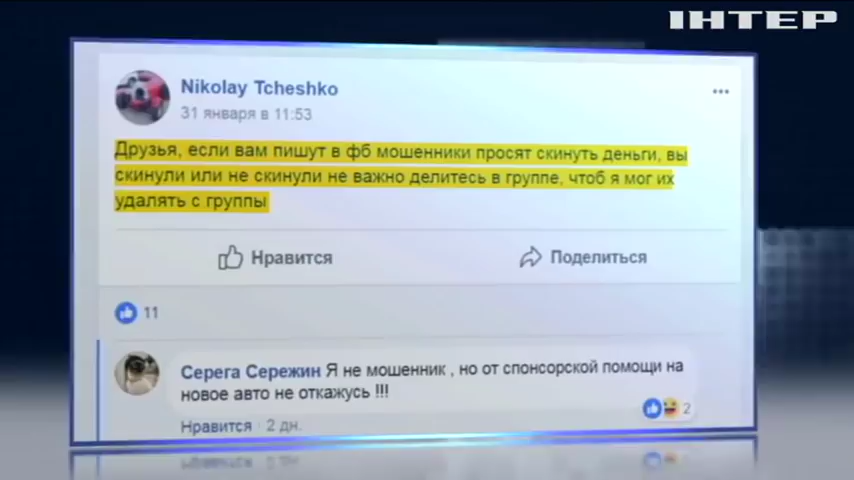 ІНТЕР
Nikolay Tcheshko
31 января в 11:53
Друзья, если вам пишут в фб мошенники просят скинуть деньги, вы
скинули или не скинули не важно делитесь в группе, чтоб я мог их
удалять с группы
Нравится
Поделиться
11
Серега Сережин Я не мошенник , но от спонсорской помощи на
новое авто не откажусь !!!
2
Нравится · 2 дн.